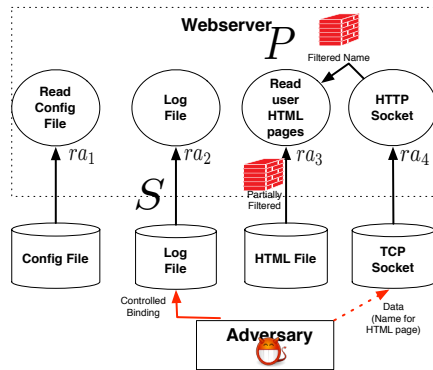 Webserver
P
Filtered Name
Read
Config
File
Log
File
Read
user
HTML
pages
HTTP
Socket
ra1
ra2
ra3
ra4
S
Partially
Filtered
Config File
Log
File
HTML File
TCP
Socket
Controlled
Binding
Data
(Name for
HTML page)
Adversary